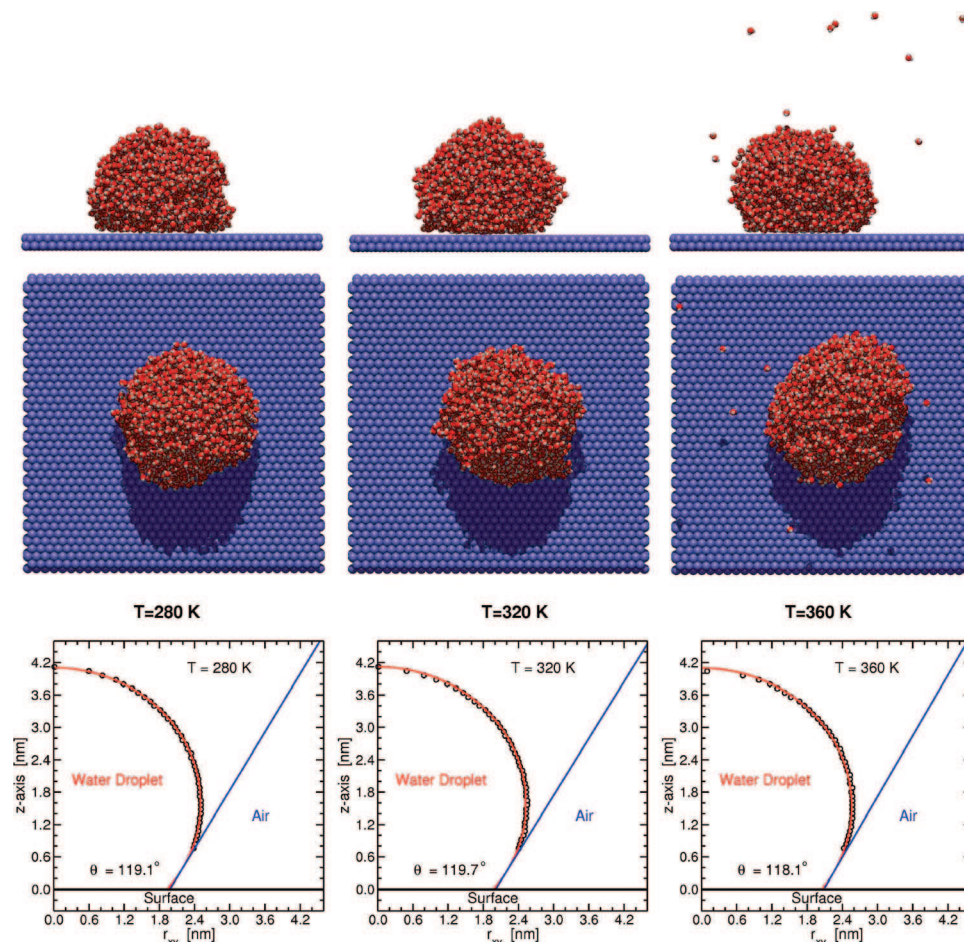 T=280 K
T=320 K
T=360 K
4.2
3.6
3.0
2.4
1.8
1.2
0.6
0.0
z-axis [nm]
T = 280 K
Water Droplet
Air
θ = 119.1°
Surface
0.0 0.6 1.2 1.8 2.4 3.0 3.6 4.2
r_xy [nm]
4.2
3.6
3.0
2.4
1.8
1.2
0.6
0.0
z-axis [nm]
T = 320 K
Water Droplet
Air
θ = 119.7°
Surface
0.0 0.6 1.2 1.8 2.4 3.0 3.6 4.2
r_xy [nm]
4.2
3.6
3.0
2.4
1.8
1.2
0.6
0.0
z-axis [nm]
T = 360 K
Water Droplet
Air
θ = 118.1°
Surface
0.0 0.6 1.2 1.8 2.4 3.0 3.6 4.2
r_xy [nm]